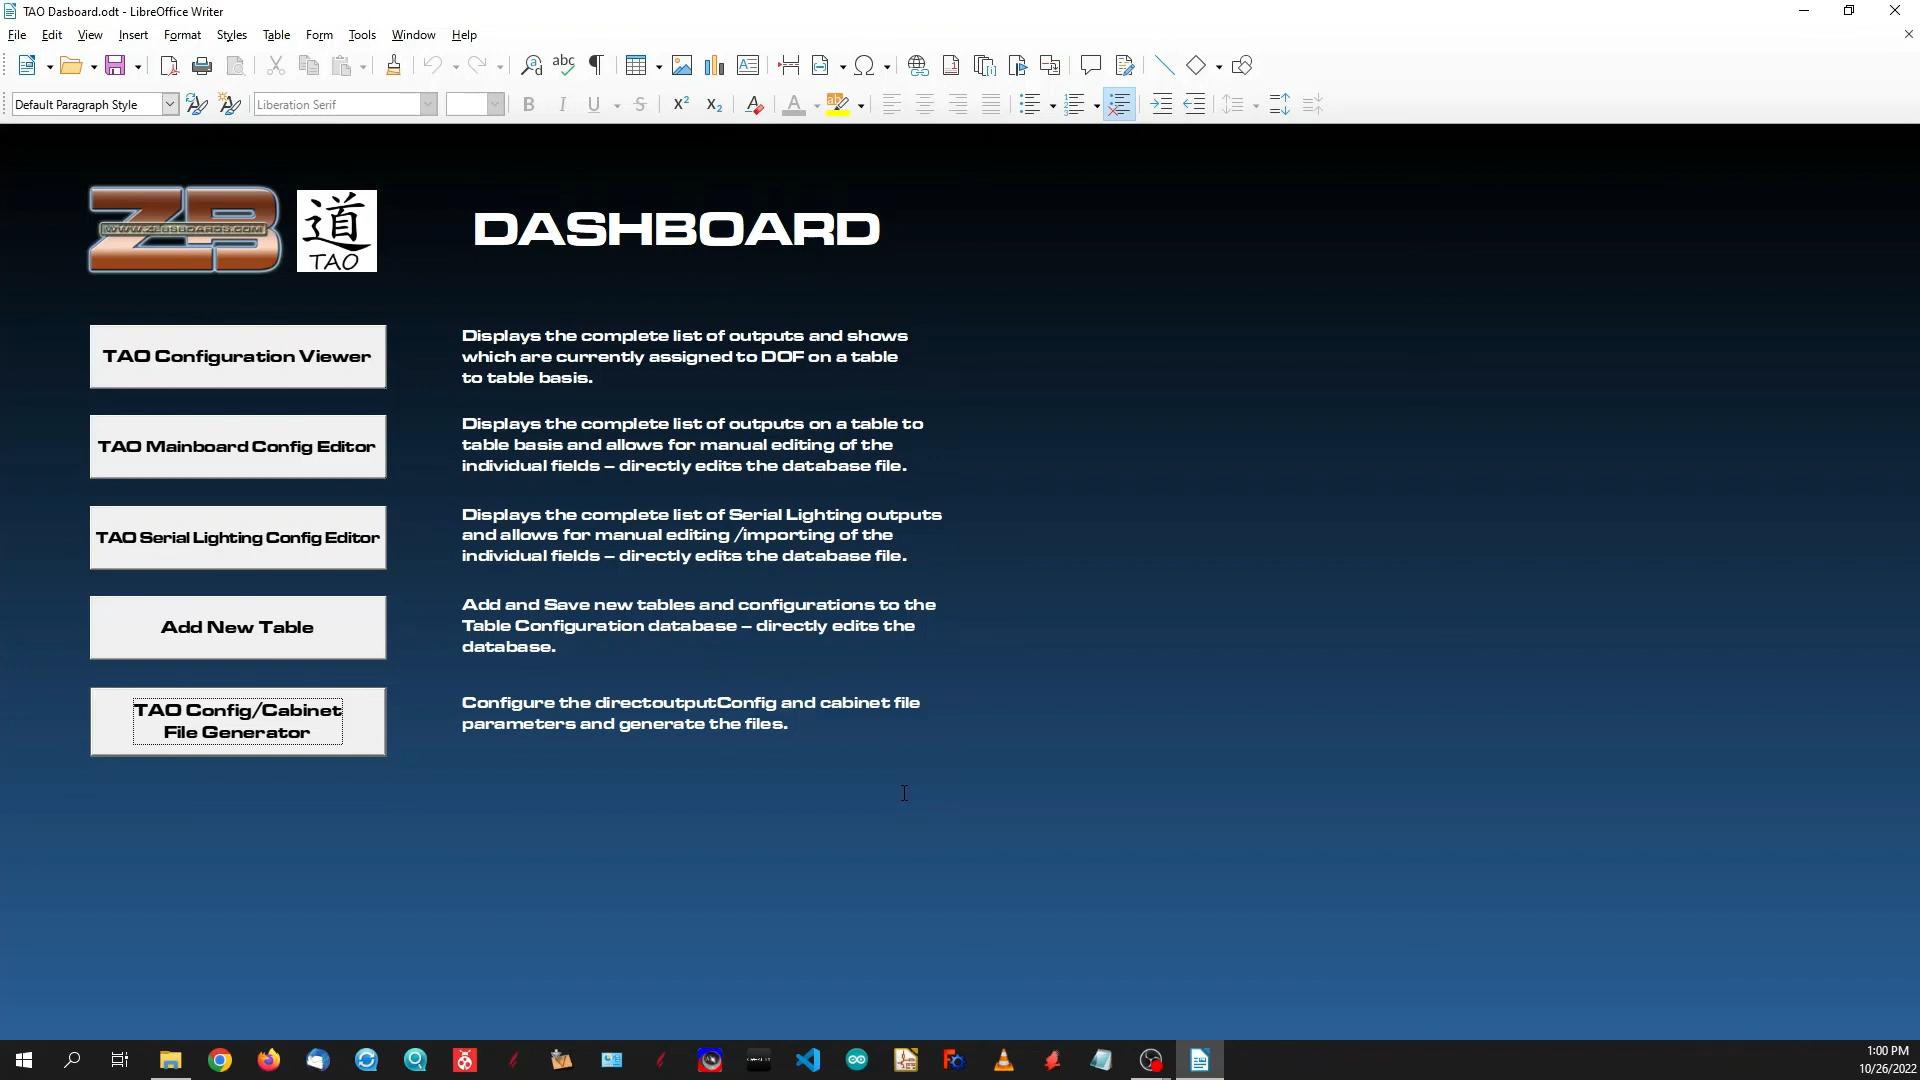 TAO Dasboard.odt - LibreOffice Writer
File Edit View Insert Format Styles Table Form Tools Window Help
Default Paragraph Style
Liberation Serif
ZB
WWW.ZEBSBOARDS.COM
道
TAO
DASHBOARD
TAO Configuration Viewer
Displays the complete list of outputs and shows
which are currently assigned to DOF on a table
to table basis.
TAO Mainboard Config Editor
Displays the complete list of outputs on a table to
table basis and allows for manual editing of the
individual fields – directly edits the database file.
TAO Serial Lighting Config Editor
Displays the complete list of Serial Lighting outputs
and allows for manual editing /importing of the
individual fields – directly edits the database file.
Add New Table
Add and Save new tables and configurations to the
Table Configuration database – directly edits the
database.
TAO Config/Cabinet
File Generator
Configure the directoutputConfig and cabinet file
parameters and generate the files.
1:00 PM
10/26/2022